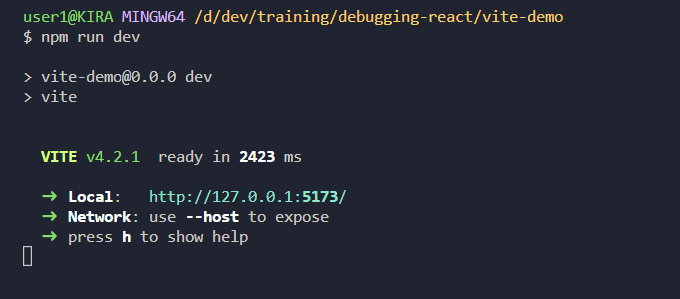 user1@KIRA MINGW64 /d/dev/training/debugging-react/vite-demo
$ npm run dev
> vite-demo@0.0.0 dev
> vite
VITE v4.2.1 ready in 2423 ms
➜ Local: http://127.0.0.1:5173/
➜ Network: use --host to expose
➜ press h to show help